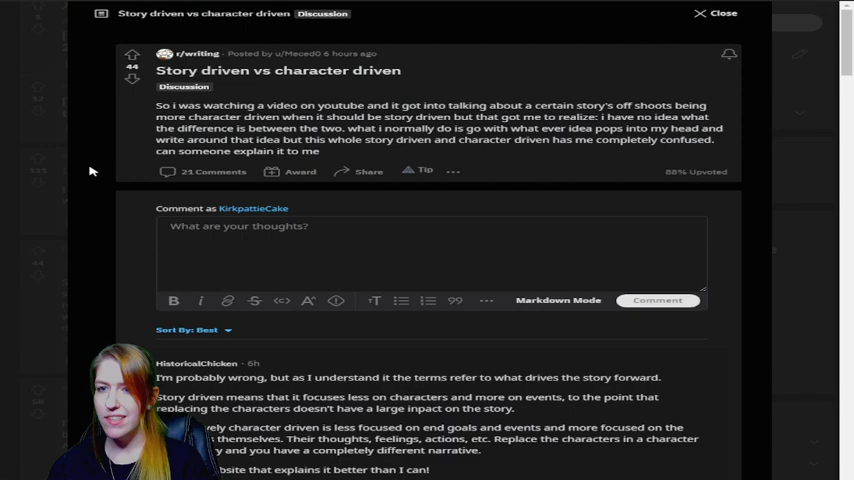 Story driven vs character driven Discussion
Close
r/writing · Posted by u/Meced0 6 hours ago
44
Story driven vs character driven
Discussion
So i was watching a video on youtube and it got into talking about a certain story's off shoots being
more character driven when it should be story driven but that got me to realize: i have no idea what
the difference is between the two. what i normally do is go with what ever idea pops into my head and
write around that idea but this whole story driven and character driven has me completely confused.
can someone explain it to me
21 Comments Award Share Tip ... 88% Upvoted
Comment as KirkpattieCake
What are your thoughts?
B i Markdown Mode Comment
Sort By: Best
HistoricalChicken · 6h
I'm probably wrong, but as I understand it the terms refer to what drives the story forward.
Story driven means that it focuses less on characters and more on events, to the point that
replacing the characters doesn't have a large inpact on the story.
vely character driven is less focused on end goals and events and more focused on the
s themselves. Their thoughts, feelings, actions, etc. Replace the characters in a character
ry and you have a completely different narrative.
bsite that explains it better than I can!